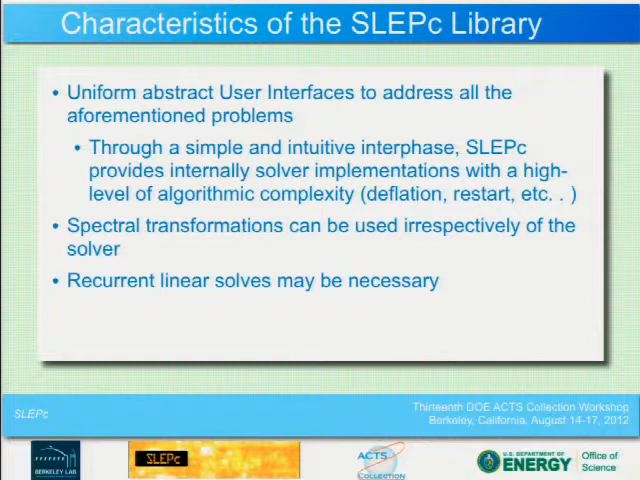 Characteristics of the SLEPc Library
• Uniform abstract User Interfaces to address all the
aforementioned problems
• Through a simple and intuitive interphase, SLEPc
provides internally solver implementations with a high-
level of algorithmic complexity (deflation, restart, etc. . )
• Spectral transformations can be used irrespectively of the
solver
• Recurrent linear solves may be necessary
SLEPc
Thirteenth DOE ACTS Collection Workshop
Berkeley, California, August 14-17, 2012
BERKELEY LAB
SLEPc
ACTS
COLLECTION
U.S. DEPARTMENT OF
ENERGY
Office of
Science